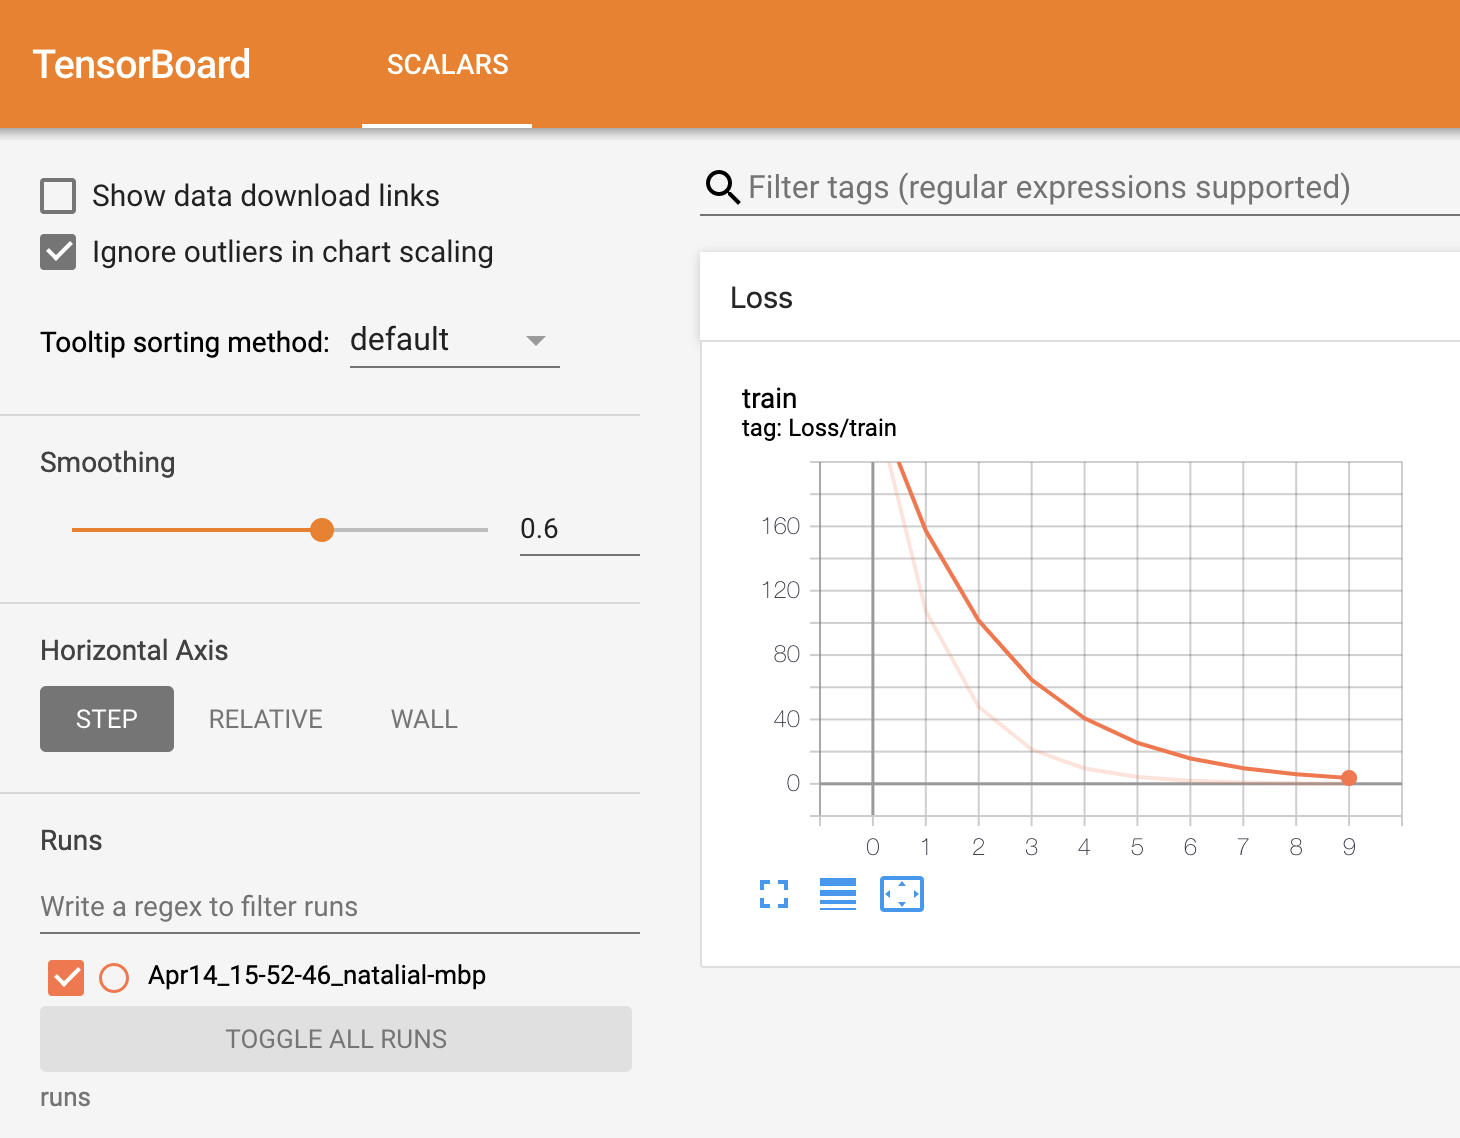 TensorBoard
SCALARS
Show data download links
Ignore outliers in chart scaling
Tooltip sorting method: default
Smoothing
0.6
Horizontal Axis
STEP RELATIVE WALL
Runs
Write a regex to filter runs
Apr14_15-52-46_natalial-mbp
TOGGLE ALL RUNS
runs
Filter tags (regular expressions supported)
Loss
train
tag: Loss/train
160
120
80
40
0
0 1 2 3 4 5 6 7 8 9